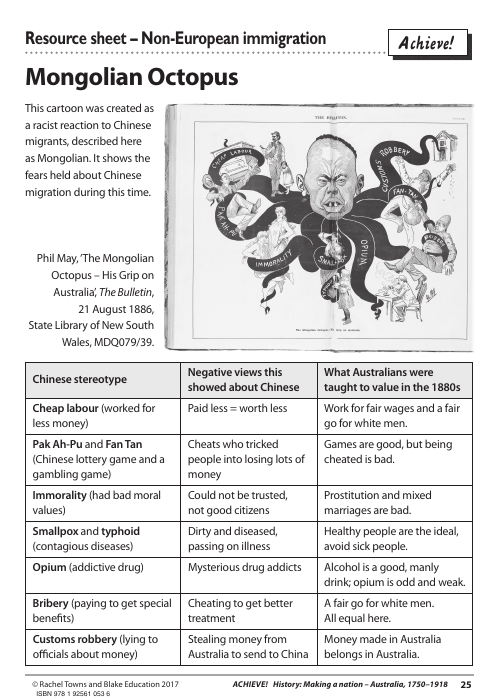 Resource sheet – Non-European immigration
Achieve!
Mongolian Octopus
This cartoon was created as
a racist reaction to Chinese
migrants, described here
as Mongolian. It shows the
fears held about Chinese
migration during this time.
Phil May, ‘The Mongolian
Octopus – His Grip on
Australia’, The Bulletin,
21 August 1886,
State Library of New South
Wales, MDQ079/39.
THE BULLETIN.
CHEAP LABOUR
PAK-AH-PU
IMMORALITY
SMALLPOX
OPIUM
FAN-TAN
CUSTOMS
ROBBERY
Chinese stereotype
Negative views this
showed about Chinese
What Australians were
taught to value in the 1880s
Cheap labour (worked for
less money)
Paid less = worth less
Work for fair wages and a fair
go for white men.
Pak Ah-Pu and Fan Tan
(Chinese lottery game and a
gambling game)
Cheats who tricked
people into losing lots of
money
Games are good, but being
cheated is bad.
Immorality (had bad moral
values)
Could not be trusted,
not good citizens
Prostitution and mixed
marriages are bad.
Smallpox and typhoid
(contagious diseases)
Dirty and diseased,
passing on illness
Healthy people are the ideal,
avoid sick people.
Opium (addictive drug)
Mysterious drug addicts
Alcohol is a good, manly
drink; opium is odd and weak.
Bribery (paying to get special
benefits)
Cheating to get better
treatment
A fair go for white men.
All equal here.
Customs robbery (lying to
officials about money)
Stealing money from
Australia to send to China
Money made in Australia
belongs in Australia.
© Rachel Towns and Blake Education 2017
ISBN 978 1 92561 053 6
ACHIEVE! History: Making a nation – Australia, 1750–1918 25